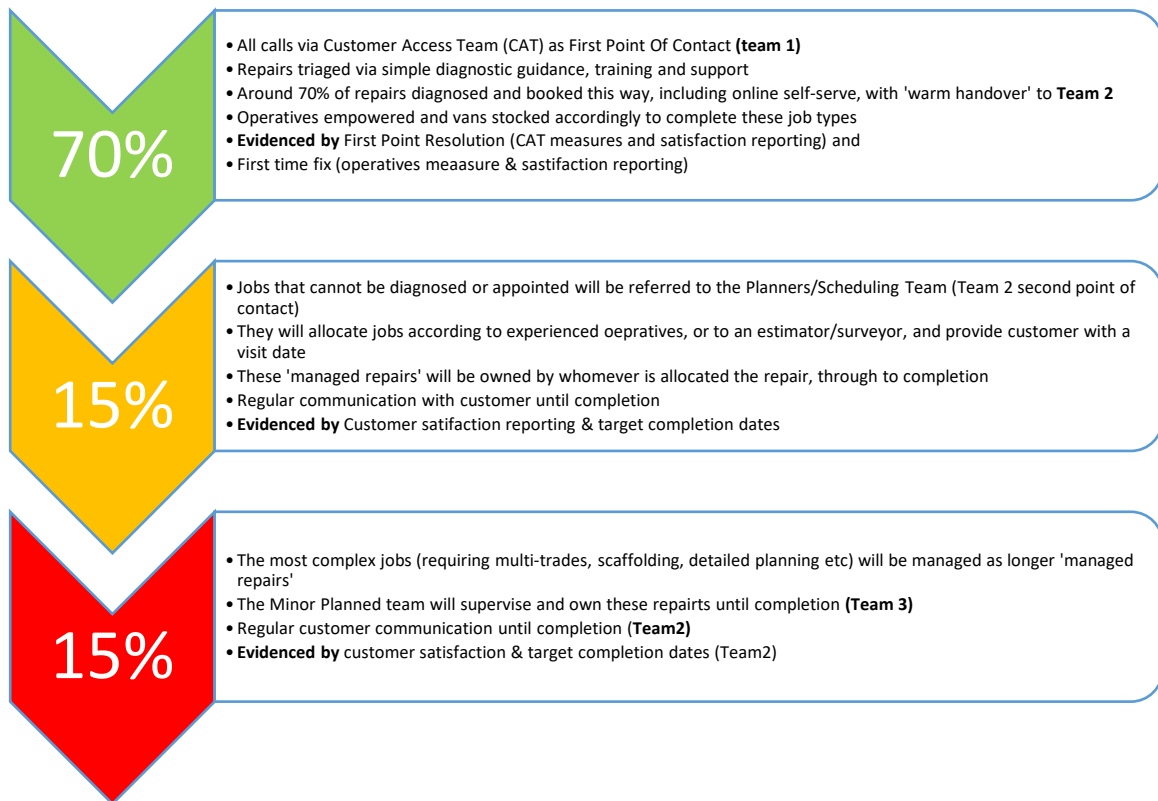 70%
• All calls via Customer Access Team (CAT) as First Point Of Contact (team 1)
• Repairs triaged via simple diagnostic guidance, training and support
• Around 70% of repairs diagnosed and booked this way, including online self-serve, with 'warm handover' to Team 2
• Operatives empowered and vans stocked accordingly to complete these job types
• Evidenced by First Point Resolution (CAT measures and satisfaction reporting) and
• First time fix (operatives meaasure & sastifaction reporting)
15%
• Jobs that cannot be diagnosed or appointed will be referred to the Planners/Scheduling Team (Team 2 second point of
contact)
• They will allocate jobs according to experienced oepratives, or to an estimator/surveyor, and provide customer with a
visit date
• These 'managed repairs' will be owned by whomever is allocated the repair, through to completion
• Regular communication with customer until completion
• Evidenced by Customer satifaction reporting & target completion dates
15%
• The most complex jobs (requiring multi-trades, scaffolding, detailed planning etc) will be managed as longer 'managed
repairs'
• The Minor Planned team will supervise and own these repairts until completion (Team 3)
• Regular customer communication until completion (Team2)
• Evidenced by customer satisfaction & target completion dates (Team2)